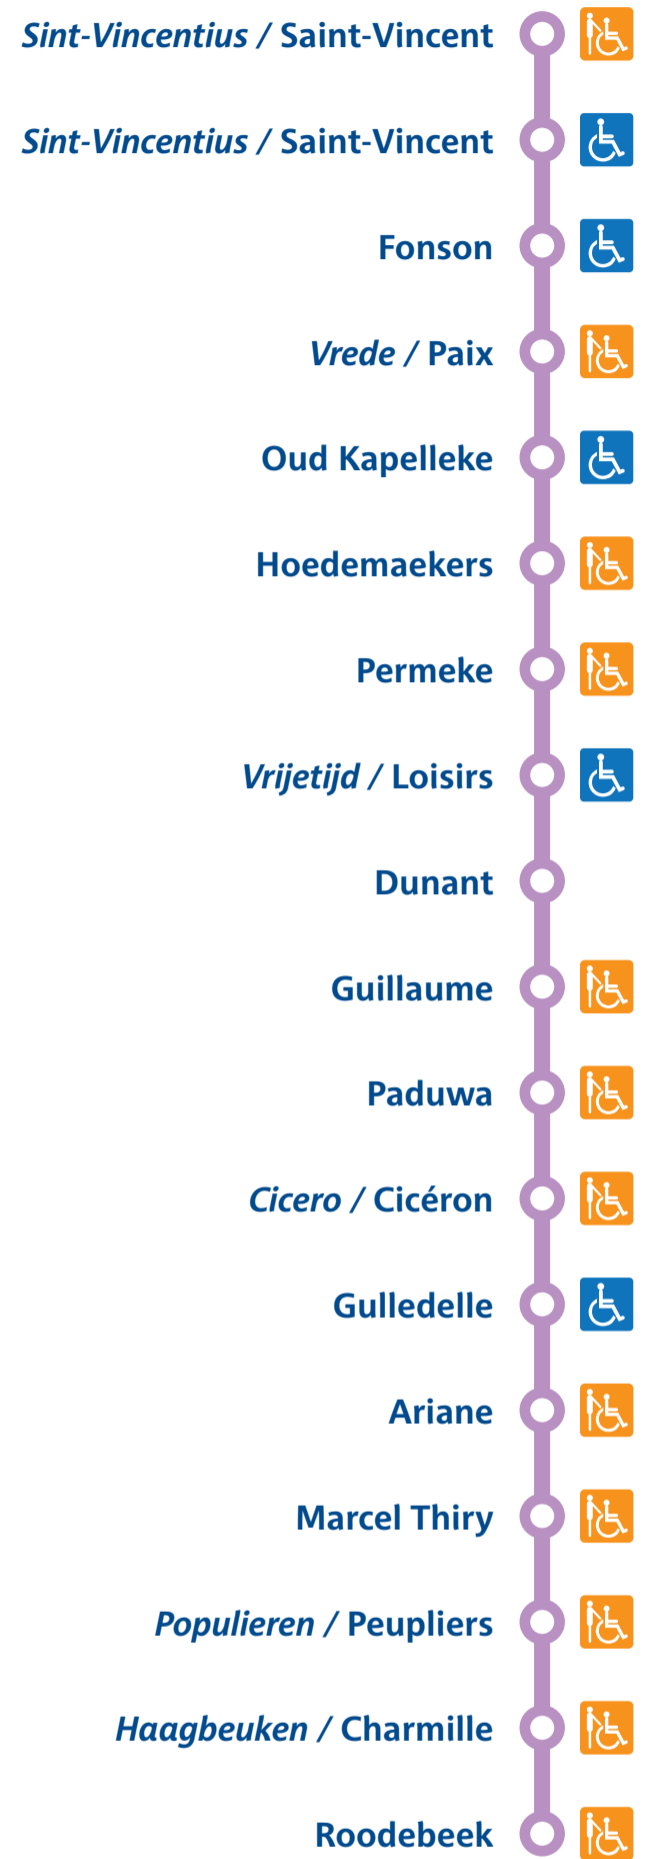 Sint-Vincentius / Saint-Vincent
Sint-Vincentius / Saint-Vincent
Fonson
Vrede / Paix
Oud Kapelleke
Hoedemaekers
Permeke
Vrijetijd / Loisirs
Dunant
Guillaume
Paduwa
Cicero / Cicéron
Gulledelle
Ariane
Marcel Thiry
Populieren / Peupliers
Haagbeuken / Charmille
Roodebeek